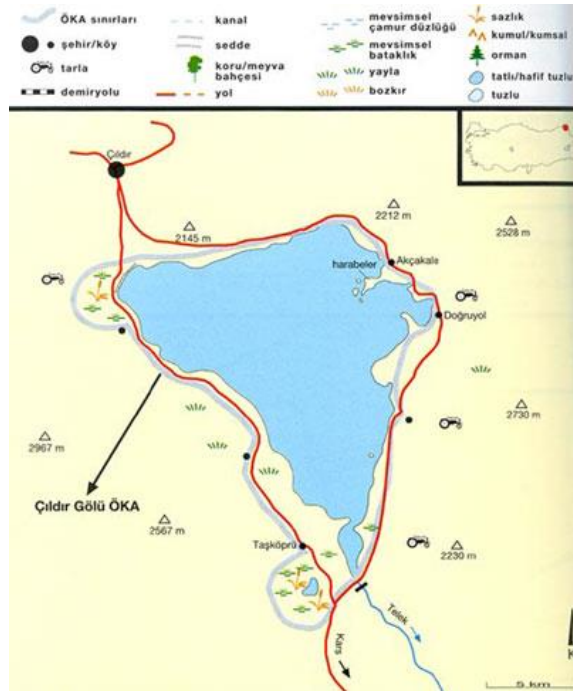 ÖKA sınırları
şehir/köy
tarla
demiryolu
kanal
sedde
koru/meyva
bahçesi
yol
mevsimsel
çamur düzlüğü
mevsimsel
bataklık
yayla
bozkır
sazlık
kumul/kumsal
orman
tatlı/hafif tuzlu
tuzlu
Çıldır
2145 m
2212 m
2528 m
harabeler
Akçakale
Doğruyol
2730 m
2967 m
Çıldır Gölü ÖKA
2567 m
Taşköprü
2230 m
Telek
Kars
K
5 km